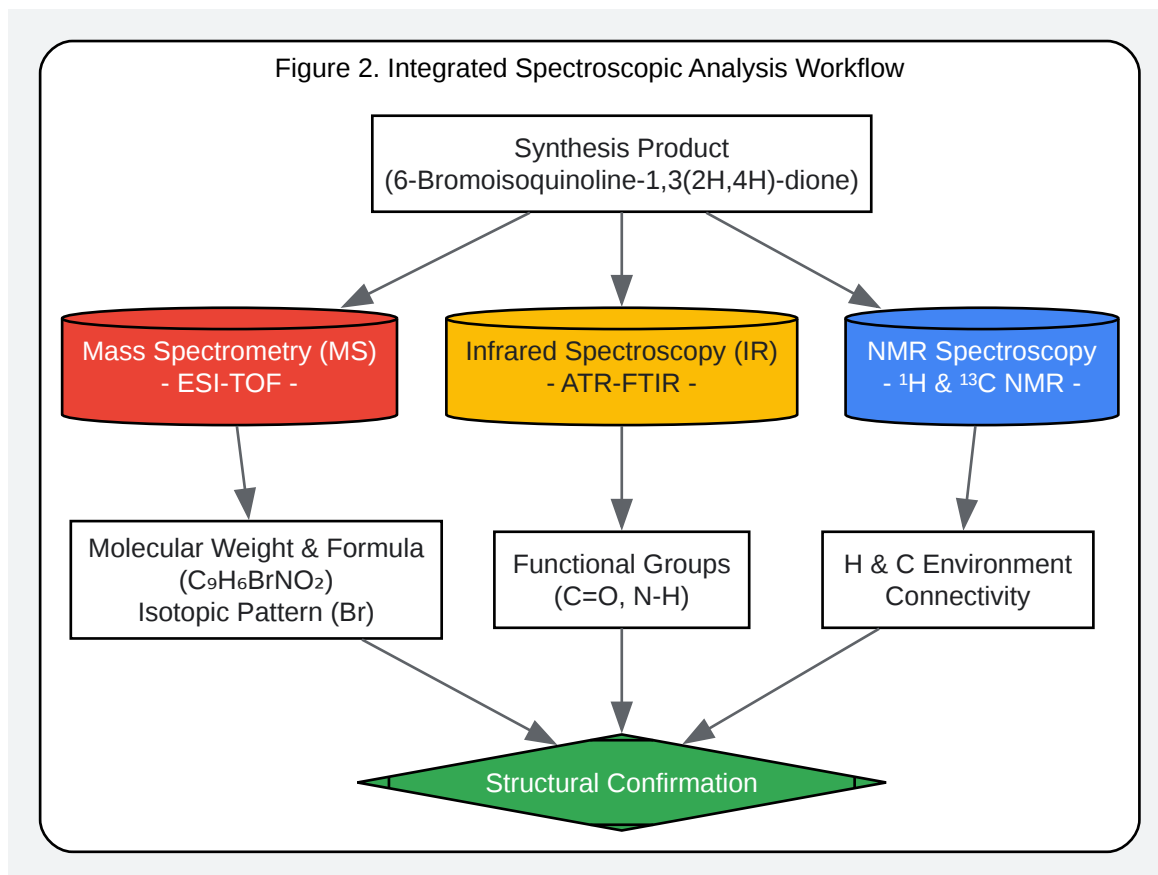 Figure 2. Integrated Spectroscopic Analysis Workflow
Synthesis Product
(6-Bromoisoquinoline-1,3(2H,4H)-dione)
Mass Spectrometry (MS)
- ESI-TOF -
Infrared Spectroscopy (IR)
- ATR-FTIR -
NMR Spectroscopy
- ¹H & ¹³C NMR -
Molecular Weight & Formula
(C₉H₆BrNO₂)
Isotopic Pattern (Br)
Functional Groups
(C=O, N-H)
H & C Environment
Connectivity
Structural Confirmation